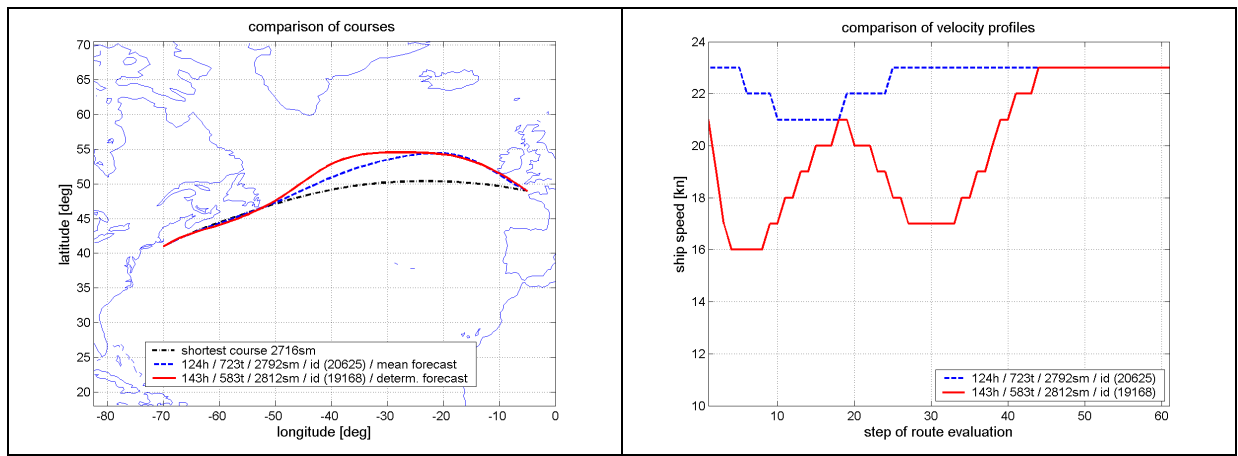 comparison of courses
70
65
60
55
50
45
40
35
30
25
20
latitude [deg]
-80 -70 -60 -50 -40 -30 -20 -10 0
longitude [deg]
shortest course 2716sm
124h / 723t / 2792sm / id (20625) / mean forecast
143h / 583t / 2812sm / id (19168) / determ. forecast
comparison of velocity profiles
24
22
20
18
16
14
12
10
ship speed [kn]
10 20 30 40 50 60
step of route evaluation
124h / 723t / 2792sm / id (20625)
143h / 583t / 2812sm / id (19168)